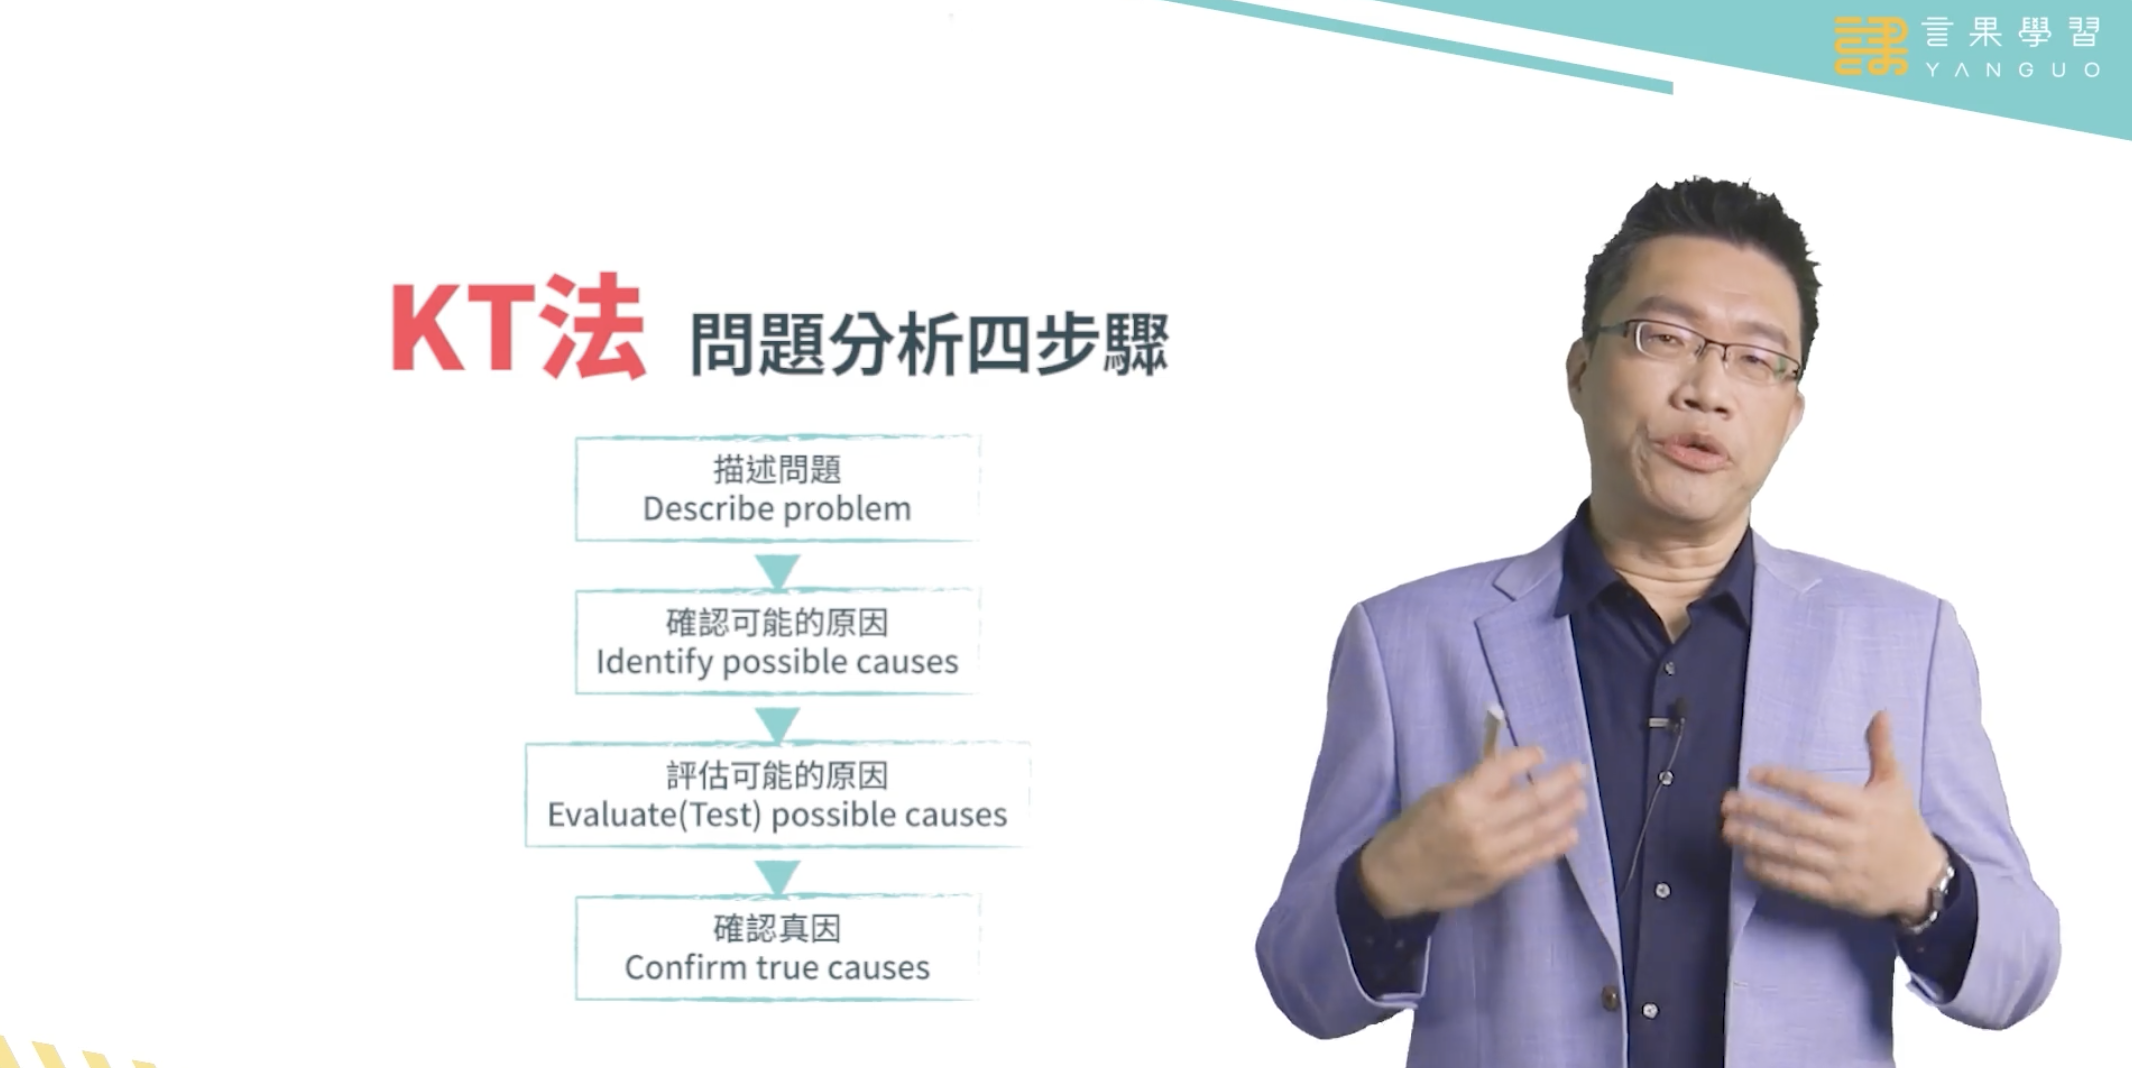 言果學習
YANGUO
KT法 問題分析四步驟
描述問題
Describe problem
確認可能的原因
Identify possible causes
評估可能的原因
Evaluate(Test) possible causes
確認真因
Confirm true causes